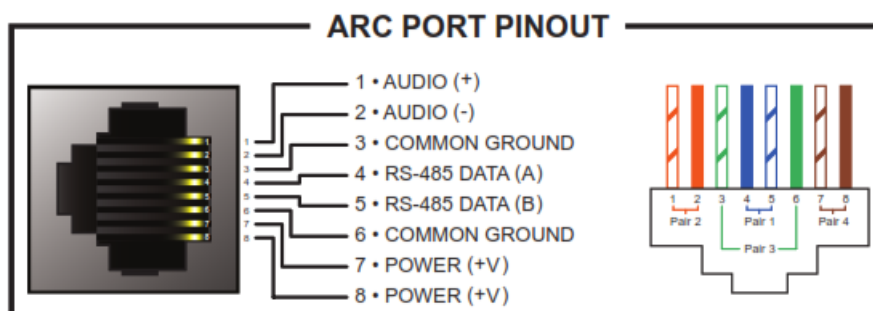 ARC PORT PINOUT
1 • AUDIO (+)
2 • AUDIO (-)
3 • COMMON GROUND
4 • RS-485 DATA (A)
5 • RS-485 DATA (B)
6 • COMMON GROUND
7 • POWER (+V)
8 • POWER (+V)
1
2
3
4
5
6
7
8
1
2
3
4
5
6
7
8
1 2 3 4 5 6 7 8
Pair 2 Pair 1 Pair 4
Pair 3